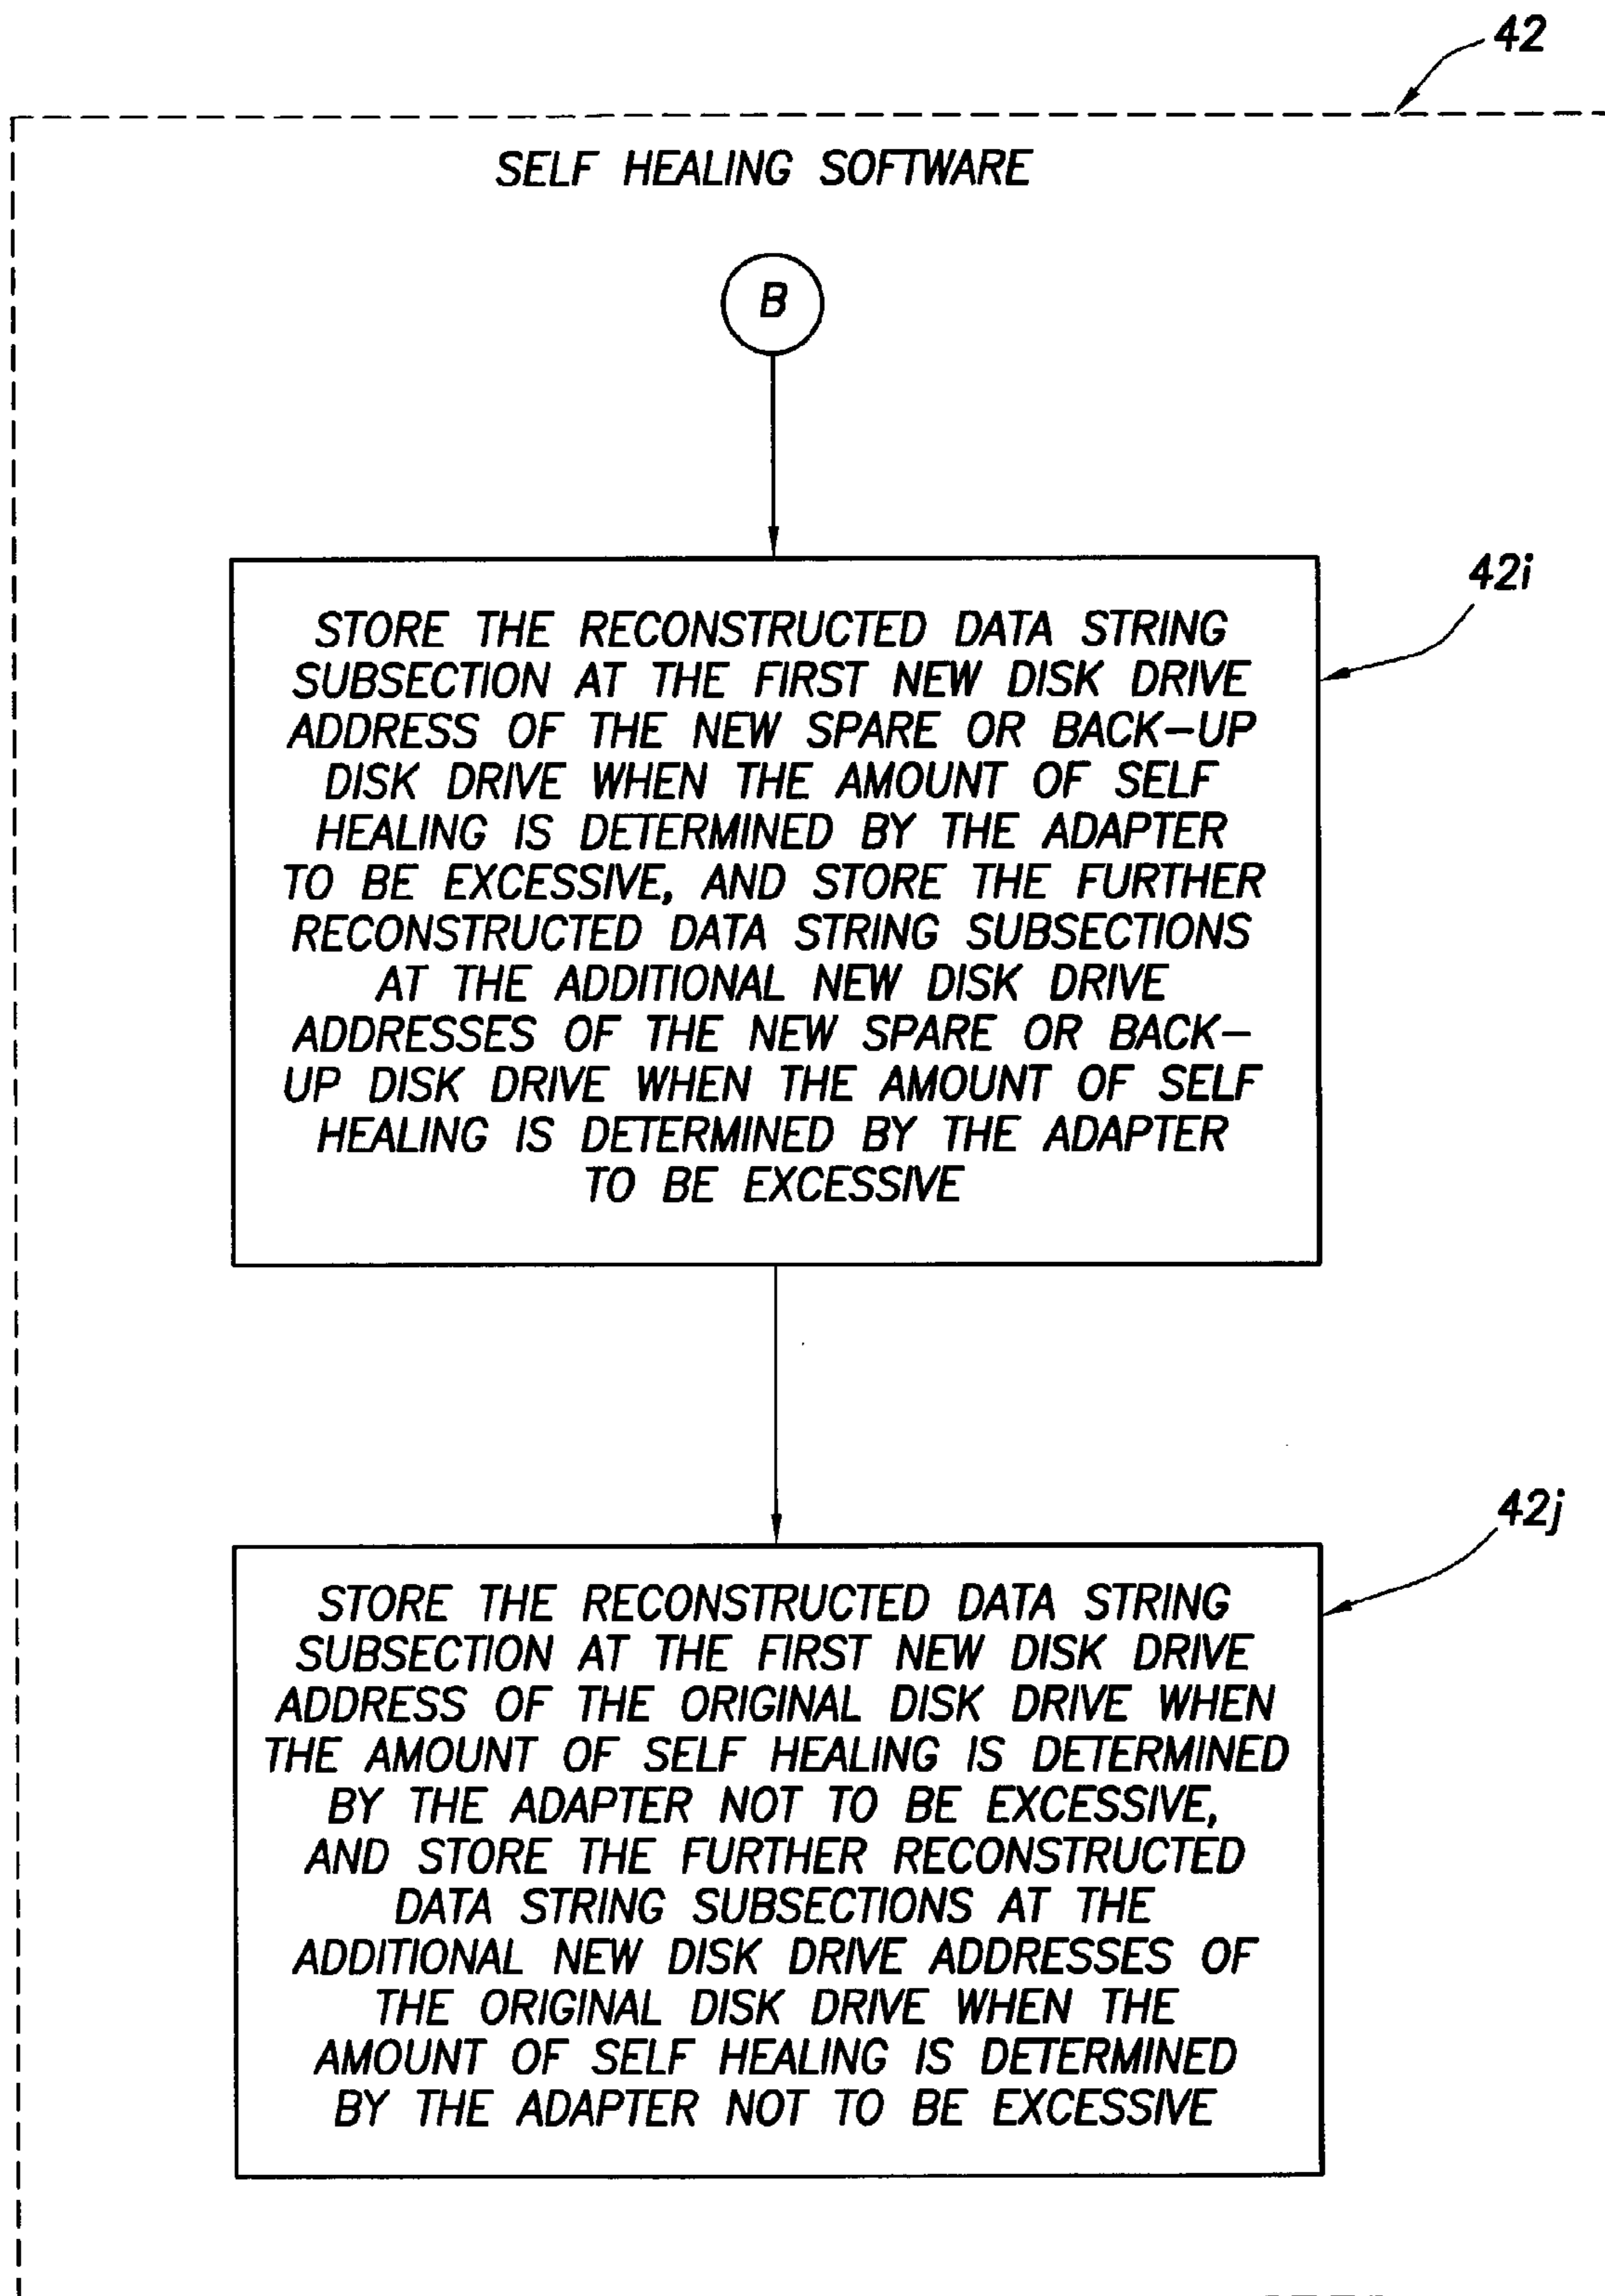 42
SELF HEALING SOFTWARE
B
42i
STORE THE RECONSTRUCTED DATA STRING
SUBSECTION AT THE FIRST NEW DISK DRIVE
ADDRESS OF THE NEW SPARE OR BACK-UP
DISK DRIVE WHEN THE AMOUNT OF SELF
HEALING IS DETERMINED BY THE ADAPTER
TO BE EXCESSIVE, AND STORE THE FURTHER
RECONSTRUCTED DATA STRING SUBSECTIONS
AT THE ADDITIONAL NEW DISK DRIVE
ADDRESSES OF THE NEW SPARE OR BACK-
UP DISK DRIVE WHEN THE AMOUNT OF SELF
HEALING IS DETERMINED BY THE ADAPTER
TO BE EXCESSIVE
42j
STORE THE RECONSTRUCTED DATA STRING
SUBSECTION AT THE FIRST NEW DISK DRIVE
ADDRESS OF THE ORIGINAL DISK DRIVE WHEN
THE AMOUNT OF SELF HEALING IS DETERMINED
BY THE ADAPTER NOT TO BE EXCESSIVE,
AND STORE THE FURTHER RECONSTRUCTED
DATA STRING SUBSECTIONS AT THE
ADDITIONAL NEW DISK DRIVE ADDRESSES OF
THE ORIGINAL DISK DRIVE WHEN THE
AMOUNT OF SELF HEALING IS DETERMINED
BY THE ADAPTER NOT TO BE EXCESSIVE